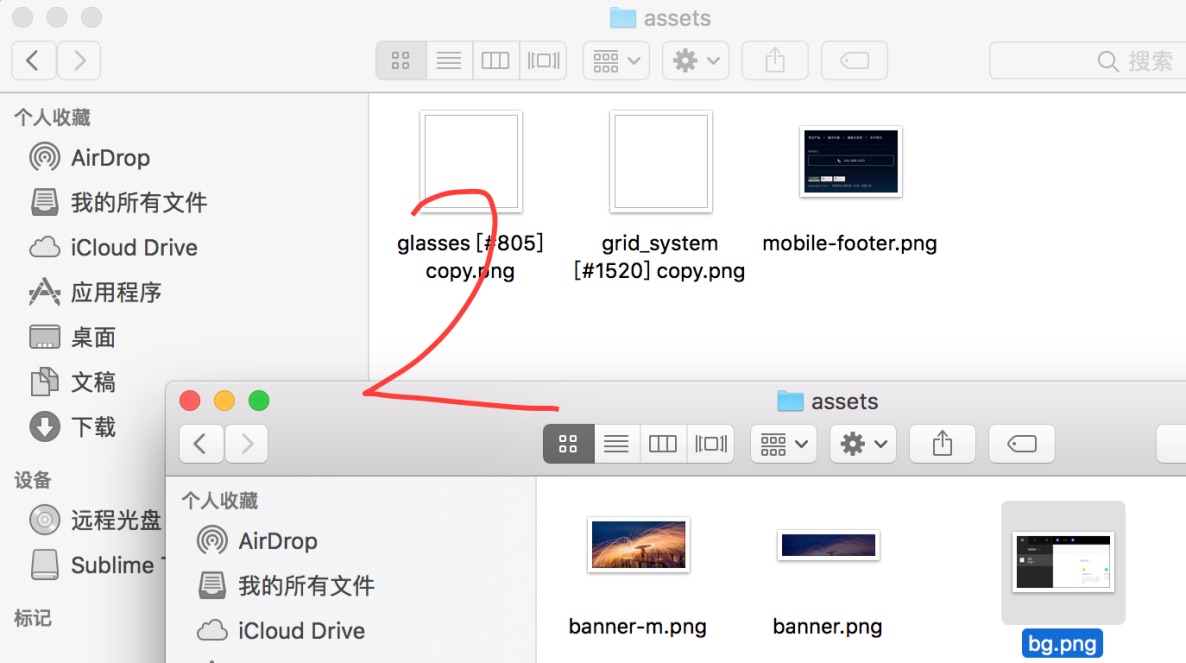 assets
搜索
个人收藏
AirDrop
我的所有文件
iCloud Drive
应用程序
桌面
文稿
下载
设备
远程光盘
Sublime
标记
glasses [#805]
copy.png
grid_system
[#1520] copy.png
mobile-footer.png
2
assets
个人收藏
AirDrop
我的所有文件
iCloud Drive
banner-m.png
banner.png
bg.png